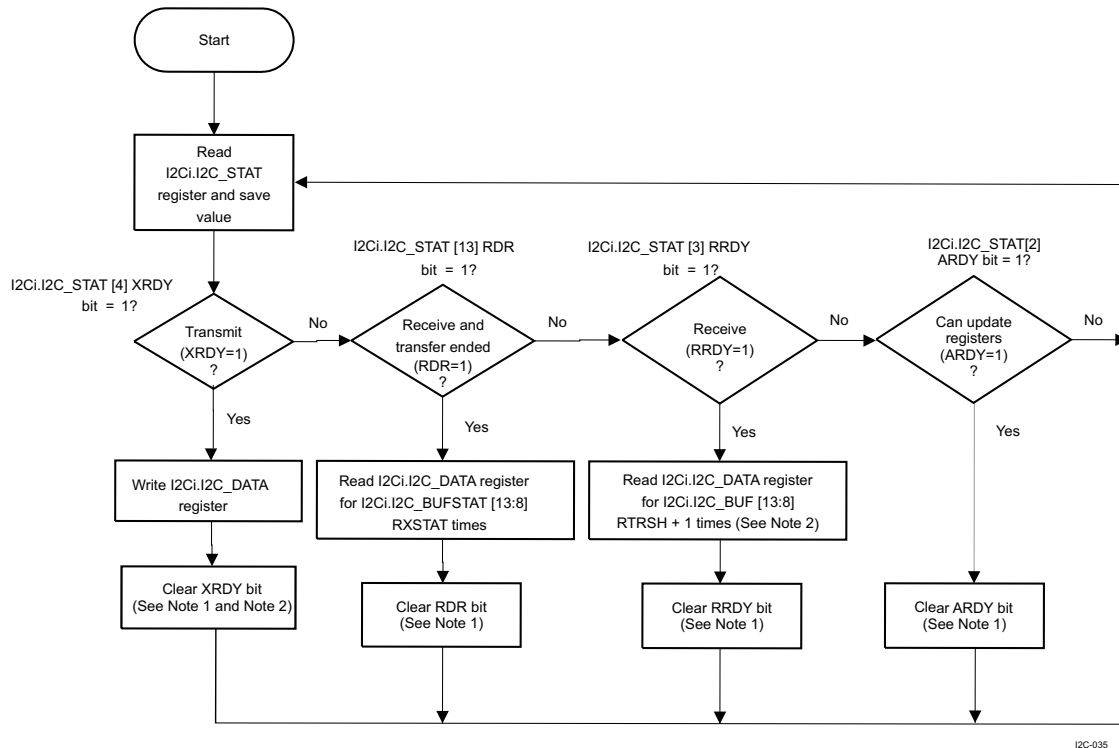 Start
Read
I2Ci.I2C_STAT
register and save
value
I2Ci.I2C_STAT [4] XRDY
bit = 1?
Transmit
(XRDY=1)
?
No
Yes
I2Ci.I2C_STAT [13] RDR
bit = 1?
Receive and
transfer ended
(RDR=1)
?
No
Yes
I2Ci.I2C_STAT [3] RRDY
bit = 1?
Receive
(RRDY=1)
?
No
Yes
I2Ci.I2C_STAT[2]
ARDY bit = 1?
Can update
registers
(ARDY=1)
?
No
Yes
Write I2Ci.I2C_DATA
register
Read I2Ci.I2C_DATA register
for I2Ci.I2C_BUFSTAT [13:8]
RXSTAT times
Read I2Ci.I2C_DATA register
for I2Ci.I2C_BUF [13:8]
RTRSH + 1 times (See Note 2)
Clear XRDY bit
(See Note 1 and Note 2)
Clear RDR bit
(See Note 1)
Clear RRDY bit
(See Note 1)
Clear ARDY bit
(See Note 1)
I2C-035